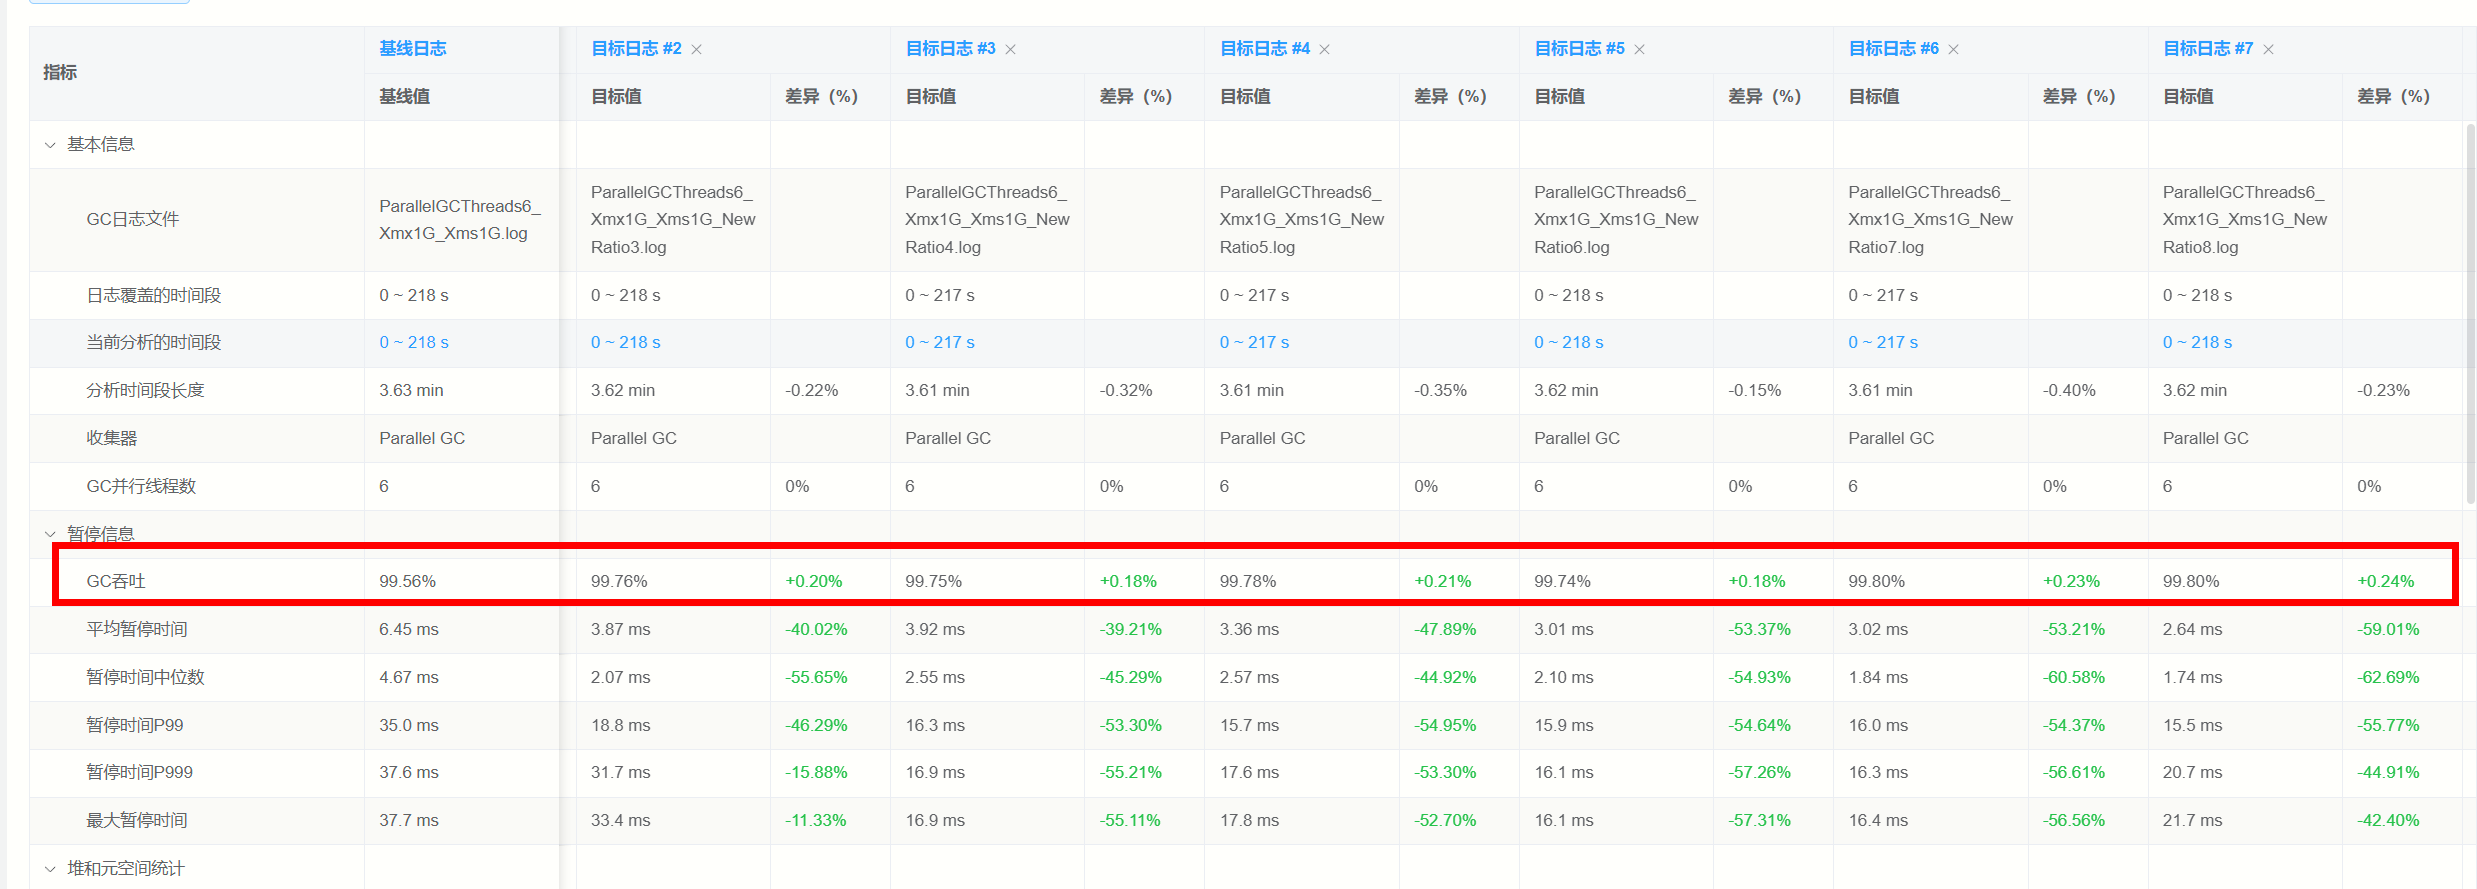 指标 基线日志 目标日志 #2 目标日志 #3 目标日志 #4 目标日志 #5 目标日志 #6 目标日志 #7
基线值 目标值 差异（%） 目标值 差异（%） 目标值 差异（%） 目标值 差异（%） 目标值 差异（%） 目标值 差异（%）
基本信息
GC日志文件
ParallelGCThreads6_
Xmx1G_Xms1G.log
ParallelGCThreads6_
Xmx1G_Xms1G_New
Ratio3.log
ParallelGCThreads6_
Xmx1G_Xms1G_New
Ratio4.log
ParallelGCThreads6_
Xmx1G_Xms1G_New
Ratio5.log
ParallelGCThreads6_
Xmx1G_Xms1G_New
Ratio6.log
ParallelGCThreads6_
Xmx1G_Xms1G_New
Ratio7.log
ParallelGCThreads6_
Xmx1G_Xms1G_New
Ratio8.log
日志覆盖的时间段 0 ~ 218 s 0 ~ 218 s 0 ~ 217 s 0 ~ 217 s 0 ~ 218 s 0 ~ 217 s 0 ~ 218 s
当前分析的时间段 0 ~ 218 s 0 ~ 218 s 0 ~ 217 s 0 ~ 217 s 0 ~ 218 s 0 ~ 217 s 0 ~ 218 s
分析时间段长度 3.63 min 3.62 min -0.22% 3.61 min -0.32% 3.61 min -0.35% 3.62 min -0.15% 3.61 min -0.40% 3.62 min -0.23%
收集器 Parallel GC Parallel GC Parallel GC Parallel GC Parallel GC Parallel GC Parallel GC
GC并行线程数 6 6 0% 6 0% 6 0% 6 0% 6 0% 6 0%
暂停信息
GC吞吐 99.56% 99.76% +0.20% 99.75% +0.18% 99.78% +0.21% 99.74% +0.18% 99.80% +0.23% 99.80% +0.24%
平均暂停时间 6.45 ms 3.87 ms -40.02% 3.92 ms -39.21% 3.36 ms -47.89% 3.01 ms -53.37% 3.02 ms -53.21% 2.64 ms -59.01%
暂停时间中位数 4.67 ms 2.07 ms -55.65% 2.55 ms -45.29% 2.57 ms -44.92% 2.10 ms -54.93% 1.84 ms -60.58% 1.74 ms -62.69%
暂停时间P99 35.0 ms 18.8 ms -46.29% 16.3 ms -53.30% 15.7 ms -54.95% 15.9 ms -54.64% 16.0 ms -54.37% 15.5 ms -55.77%
暂停时间P999 37.6 ms 31.7 ms -15.88% 16.9 ms -55.21% 17.6 ms -53.30% 16.1 ms -57.26% 16.3 ms -56.61% 20.7 ms -44.91%
最大暂停时间 37.7 ms 33.4 ms -11.33% 16.9 ms -55.11% 17.8 ms -52.70% 16.1 ms -57.31% 16.4 ms -56.56% 21.7 ms -42.40%
堆和元空间统计